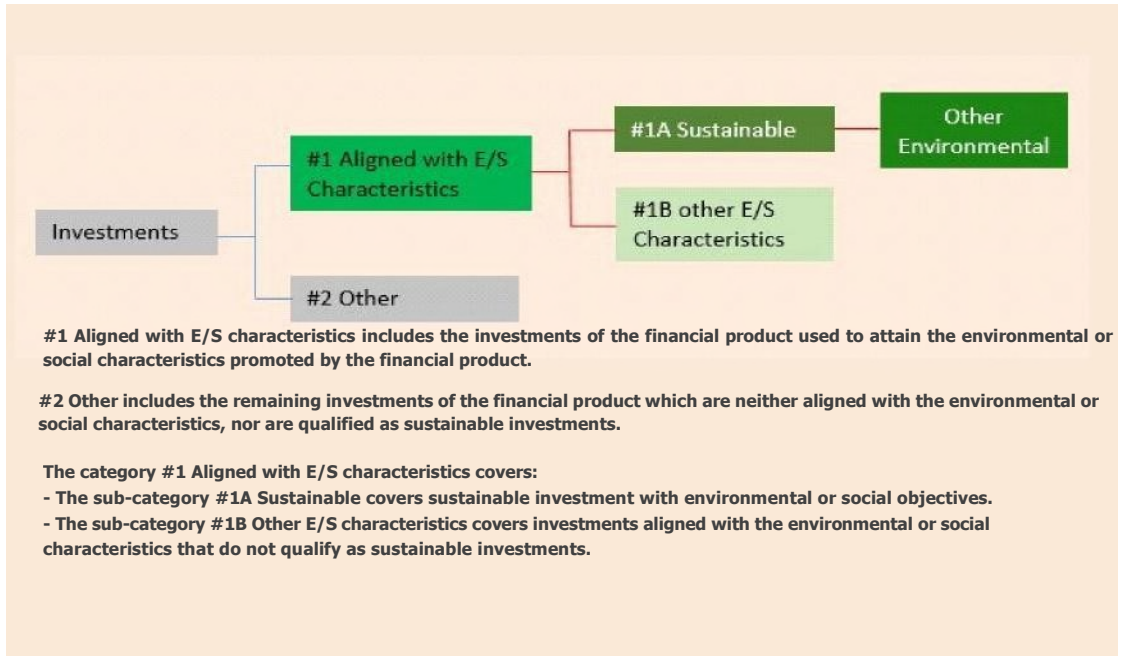 Other
Environmental
#1A Sustainable
#1 Aligned with E/S
Characteristics
#1B other E/S
Characteristics
Investments
#2 Other
#1 Aligned with E/S characteristics includes the investments of the financial product used to attain the environmental or
social characteristics promoted by the financial product.
#2 Other includes the remaining investments of the financial product which are neither aligned with the environmental or
social characteristics, nor are qualified as sustainable investments.
The category #1 Aligned with E/S characteristics covers:
- The sub-category #1A Sustainable covers sustainable investment with environmental or social objectives.
- The sub-category #1B Other E/S characteristics covers investments aligned with the environmental or social
characteristics that do not qualify as sustainable investments.